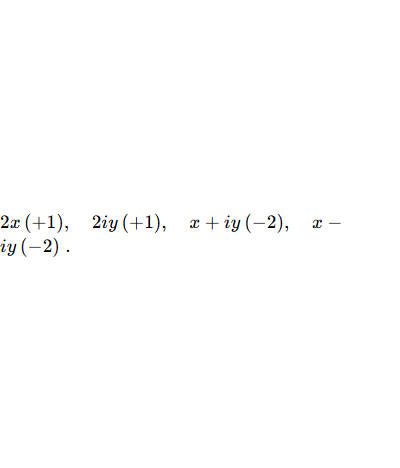 2x (+1), 2iy (+1), x + iy (−2), x −
iy (−2) .